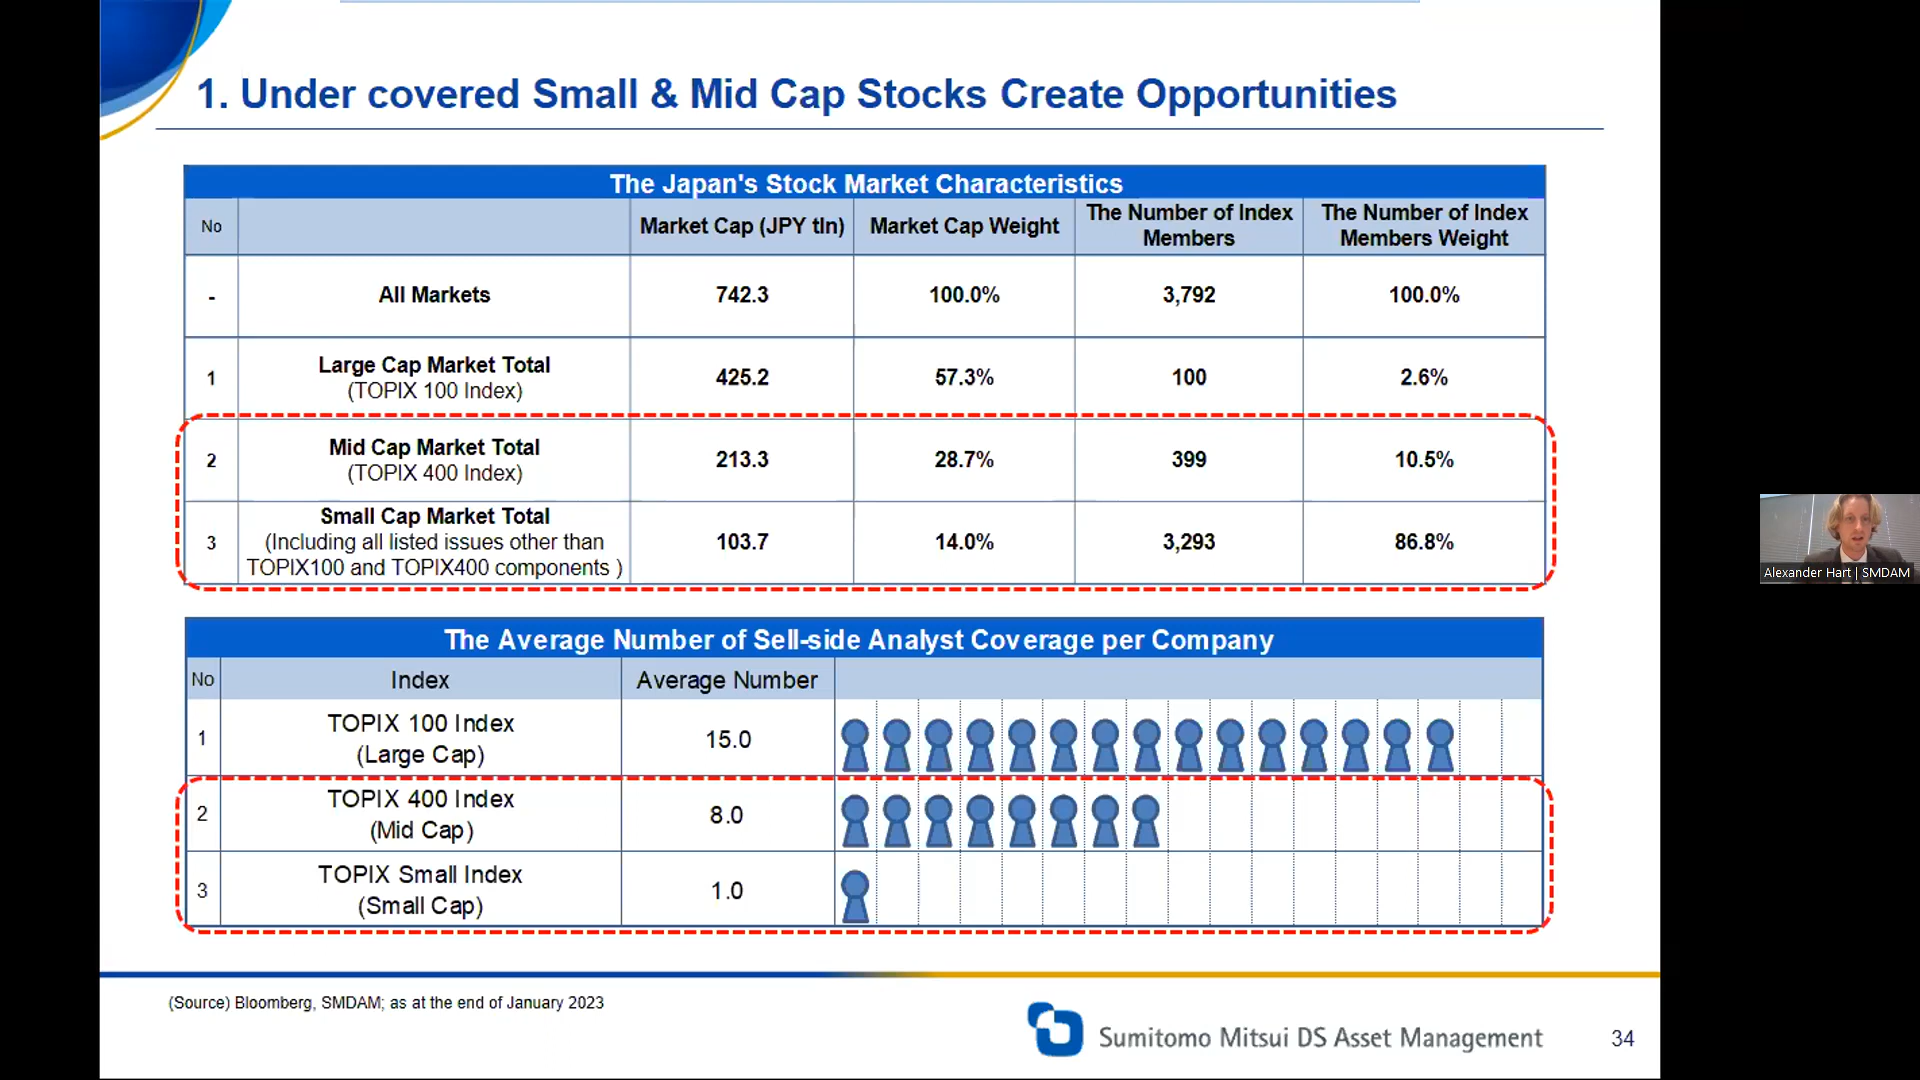 1. Under covered Small & Mid Cap Stocks Create Opportunities
The Japan's Stock Market Characteristics
No
Market Cap (JPY tln)
Market Cap Weight
The Number of Index
Members
The Number of Index
Members Weight
-
All Markets
742.3
100.0%
3,792
100.0%
1
Large Cap Market Total
(TOPIX 100 Index)
425.2
57.3%
100
2.6%
2
Mid Cap Market Total
(TOPIX 400 Index)
213.3
28.7%
399
10.5%
3
Small Cap Market Total
(Including all listed issues other than
TOPIX100 and TOPIX400 components )
103.7
14.0%
3,293
86.8%
The Average Number of Sell-side Analyst Coverage per Company
No
Index
Average Number
1
TOPIX 100 Index
(Large Cap)
15.0
2
TOPIX 400 Index
(Mid Cap)
8.0
3
TOPIX Small Index
(Small Cap)
1.0
(Source) Bloomberg, SMDAM; as at the end of January 2023
Sumitomo Mitsui DS Asset Management
34
Alexander Hart | SMDAM